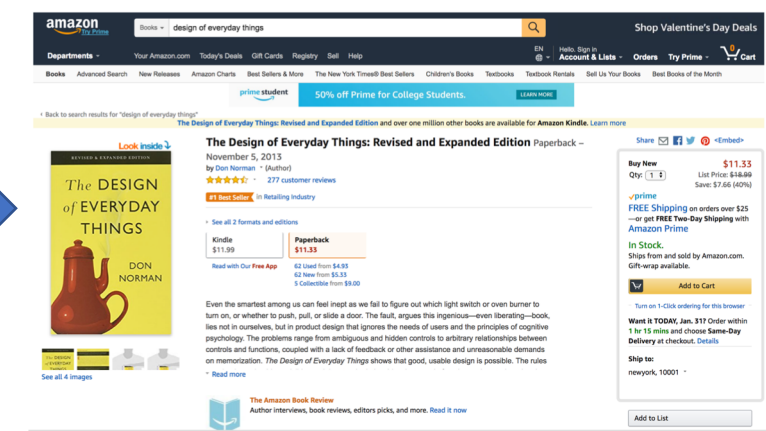 amazon
Try Prime
Books
design of everyday things
Shop Valentine's Day Deals
Departments
Your Amazon.com Today's Deals Gift Cards Registry Sell Help
EN
Hello. Sign in
Account & Lists
Orders
Try Prime
0
Cart
Books Advanced Search New Releases Amazon Charts Best Sellers & More The New York Times® Best Sellers Children's Books Textbooks Textbook Rentals Sell Us Your Books Best Books of the Month
prime student
50% off Prime for College Students.
LEARN MORE
‹ Back to search results for "design of everyday things"
The Design of Everyday Things: Revised and Expanded Edition and over one million other books are available for Amazon Kindle. Learn more
Look inside
REVISED & EXPANDED EDITION
The DESIGN
of EVERYDAY
THINGS
DON
NORMAN
See all 4 images
The Design of Everyday Things: Revised and Expanded Edition Paperback –
November 5, 2013
by Don Norman (Author)
277 customer reviews
#1 Best Seller in Retailing Industry
See all 2 formats and editions
Kindle
$11.99
Paperback
$11.33
Read with Our Free App
62 Used from $4.93
62 New from $5.33
5 Collectible from $9.00
Even the smartest among us can feel inept as we fail to figure out which light switch or oven burner to
turn on, or whether to push, pull, or slide a door. The fault, argues this ingenious—even liberating—book,
lies not in ourselves, but in product design that ignores the needs of users and the principles of cognitive
psychology. The problems range from ambiguous and hidden controls to arbitrary relationships between
controls and functions, coupled with a lack of feedback or other assistance and unreasonable demands
on memorization. The Design of Everyday Things shows that good, usable design is possible. The rules
Read more
The Amazon Book Review
Author interviews, book reviews, editors picks, and more. Read it now
Share <Embed>
Buy New $11.33
Qty: 1 List Price: $18.99
Save: $7.66 (40%)
prime
FREE Shipping on orders over $25
—or get FREE Two-Day Shipping with
Amazon Prime
In Stock.
Ships from and sold by Amazon.com.
Gift-wrap available.
Add to Cart
Turn on 1-Click ordering for this browser
Want it TODAY, Jan. 31? Order within
1 hr 15 mins and choose Same-Day
Delivery at checkout. Details
Ship to:
newyork, 10001
Add to List